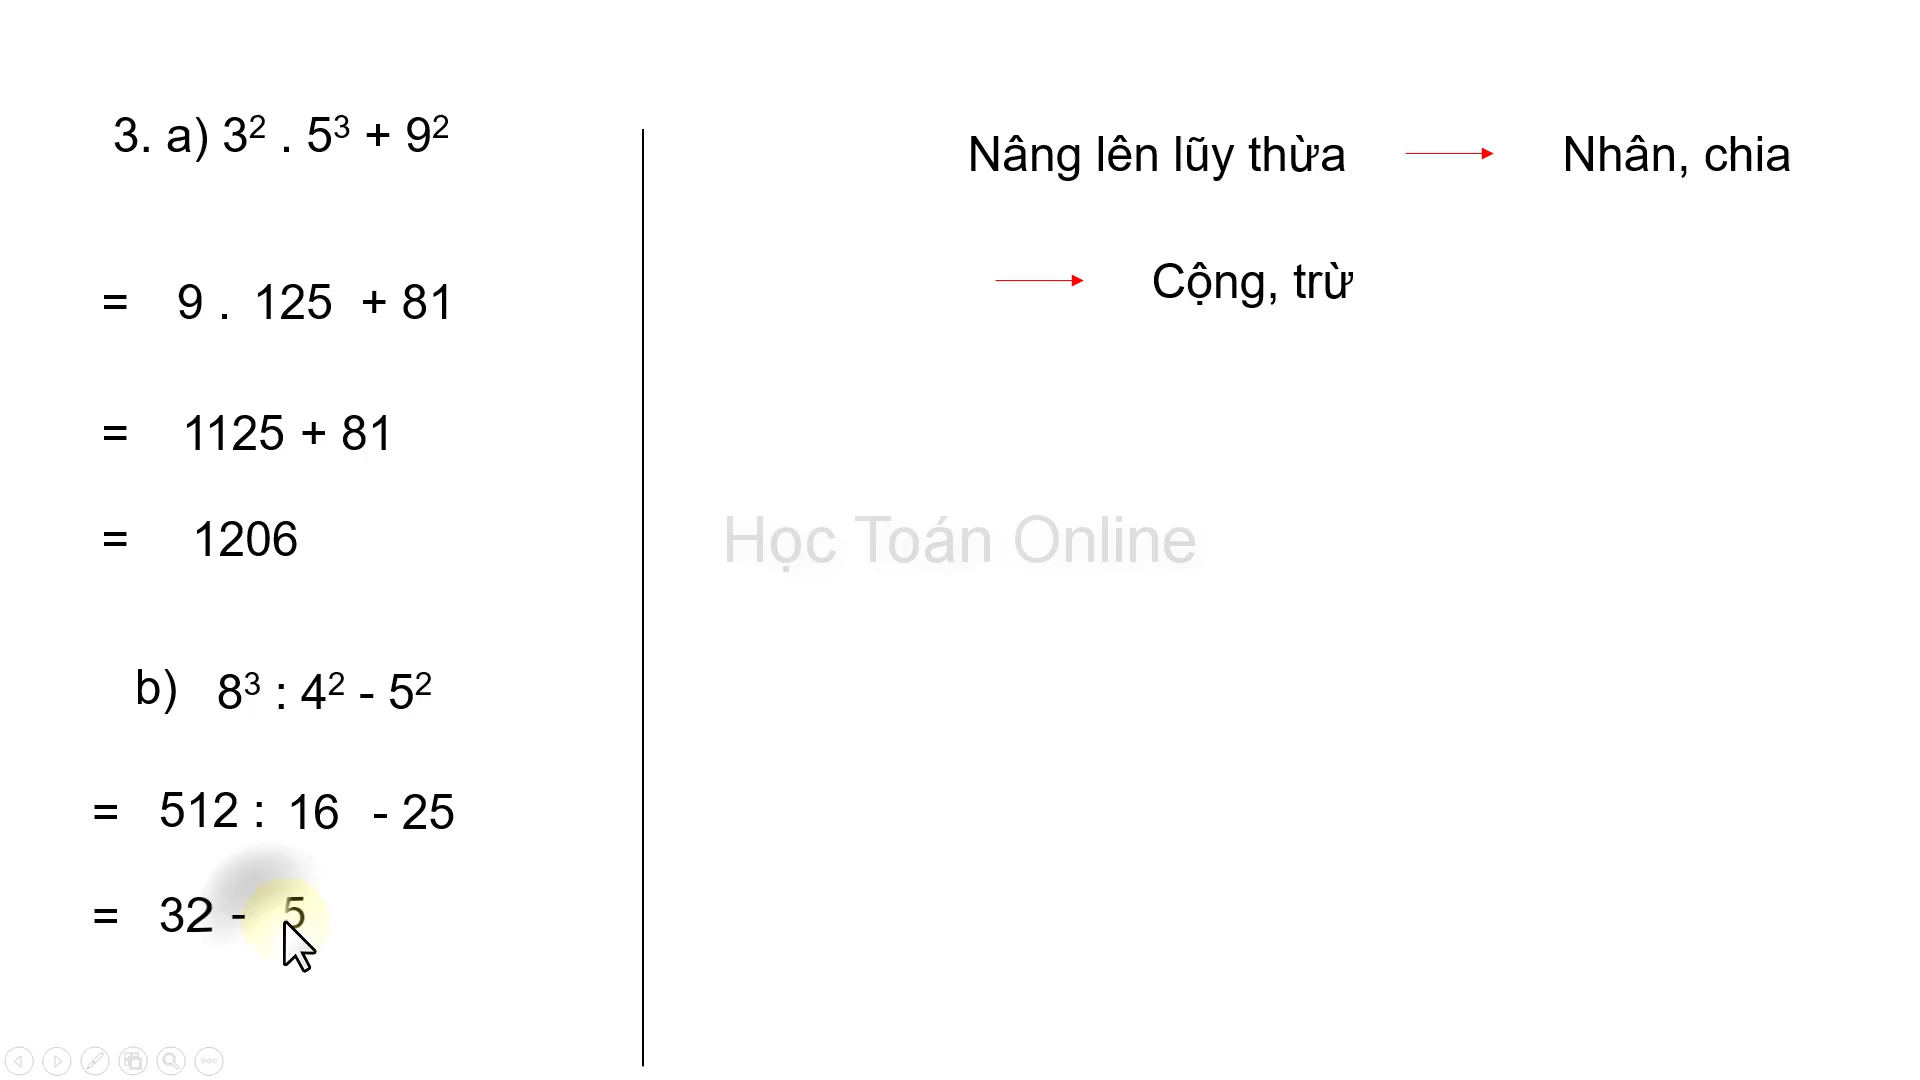 3. a) 3² . 5³ + 9²
= 9 . 125 + 81
= 1125 + 81
= 1206
b) 8³ : 4² - 5²
= 512 : 16 - 25
= 32 - 5
Nâng lên lũy thừa → Nhân, chia
→ Cộng, trừ
Học Toán Online